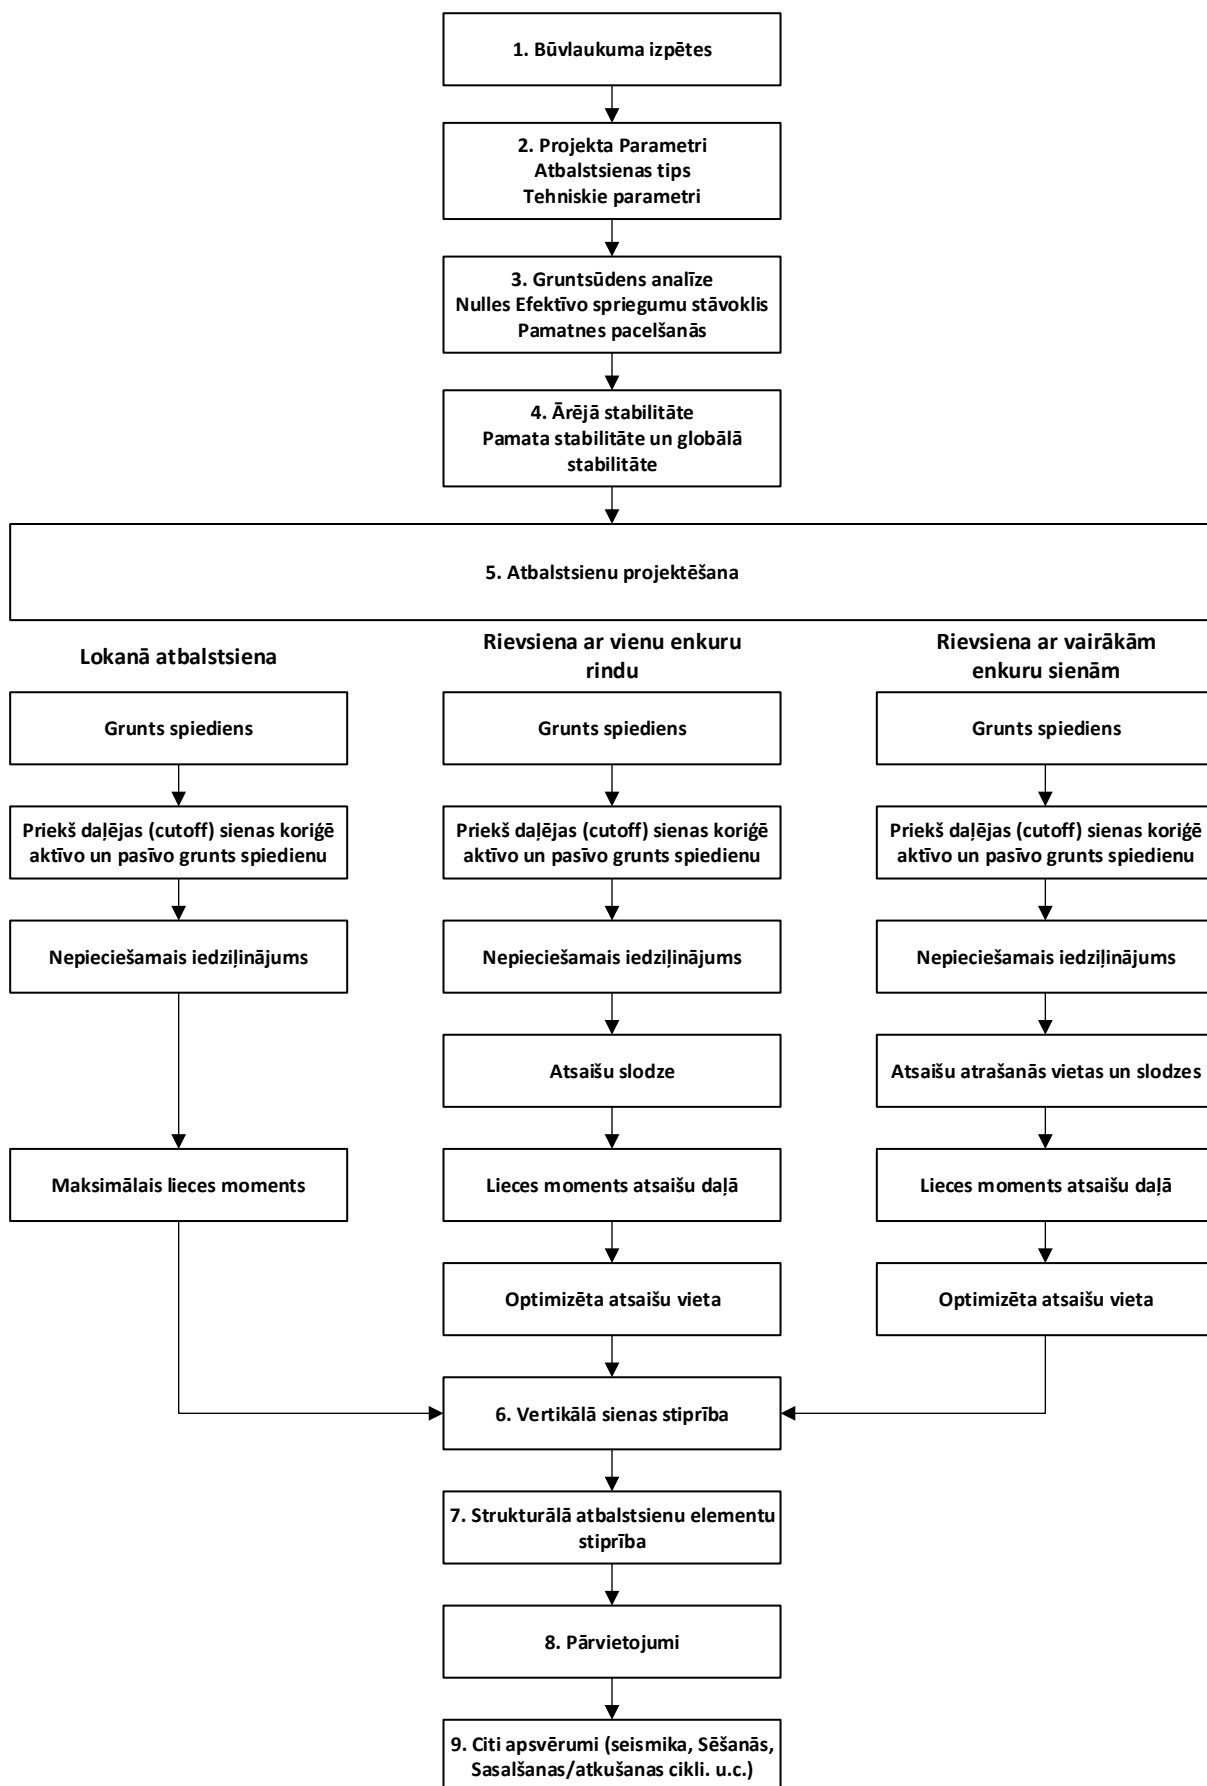 1. Būvlaukuma izpētes
2. Projekta Parametri
Atbalstsienas tips
Tehniskie parametri
3. Gruntsūdens analīze
Nulles Efektīvo spriegumu stāvoklis
Pamatnes pacelšanās
4. Ārējā stabilitāte
Pamata stabilitāte un globālā
stabilitāte
5. Atbalstsienu projektēšana
Lokanā atbalstsiena
Grunts spiediens
Priekš daļējas (cutoff) sienas koriģē
aktīvo un pasīvo grunts spiedienu
Nepieciešamais iedziļinājums
Maksimālais lieces moments
Rievsiena ar vienu enkuru
rindu
Grunts spiediens
Priekš daļējas (cutoff) sienas koriģē
aktīvo un pasīvo grunts spiedienu
Nepieciešamais iedziļinājums
Atsaišu slodze
Lieces moments atsaišu daļā
Optimizēta atsaišu vieta
Rievsiena ar vairākām
enkuru sienām
Grunts spiediens
Priekš daļējas (cutoff) sienas koriģē
aktīvo un pasīvo grunts spiedienu
Nepieciešamais iedziļinājums
Atsaišu atrašanās vietas un slodzes
Lieces moments atsaišu daļā
Optimizēta atsaišu vieta
6. Vertikālā sienas stiprība
7. Strukturālā atbalstsienu elementu
stiprība
8. Pārvietojumi
9. Citi apsvērumi (seismika, Sēšanās,
Sasalšanas/atkušanas cikli. u.c.)